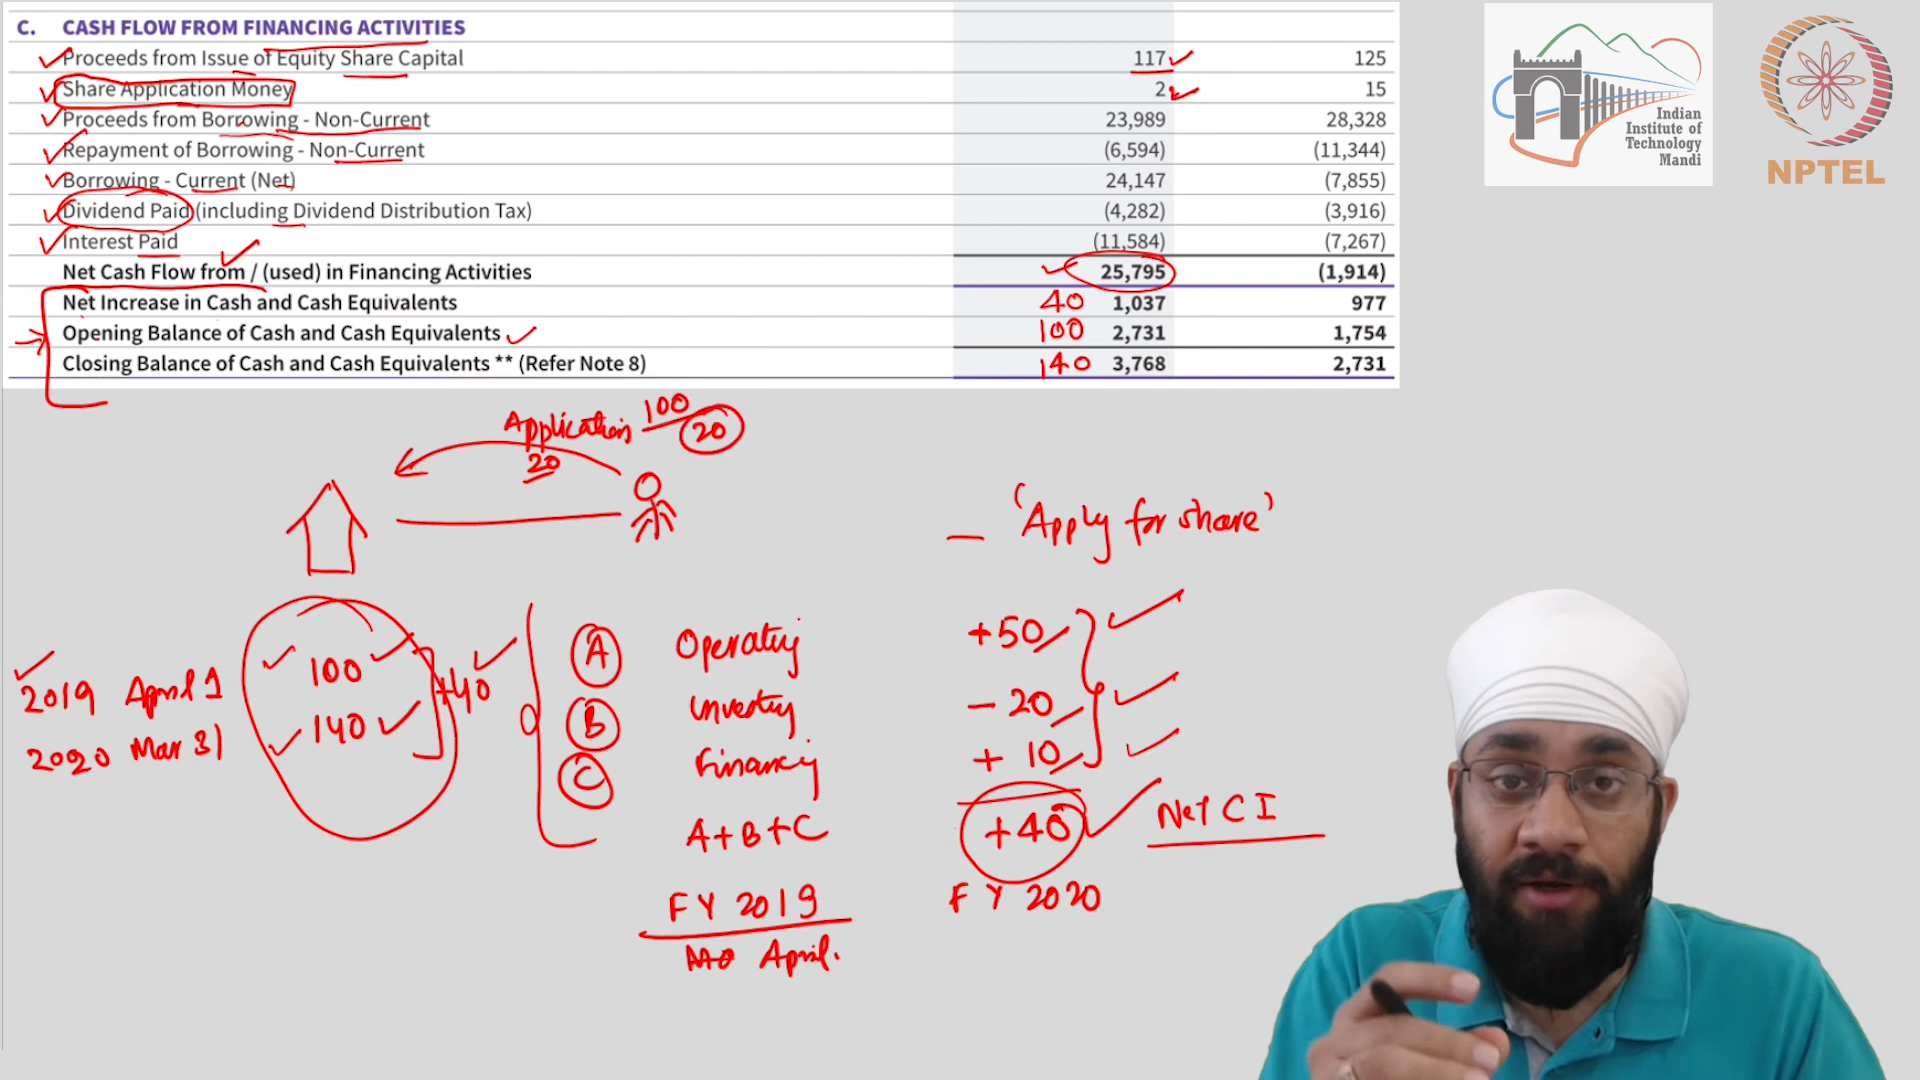 C. CASH FLOW FROM FINANCING ACTIVITIES
Proceeds from Issue of Equity Share Capital 117 125
Share Application Money 2 15
Proceeds from Borrowing - Non-Current 23,989 28,328
Repayment of Borrowing - Non-Current (6,594) (11,344)
Borrowing - Current (Net) 24,147 (7,855)
Dividend Paid (including Dividend Distribution Tax) (4,282) (3,916)
Interest Paid (11,584) (7,267)
Net Cash Flow from / (used) in Financing Activities 25,795 (1,914)
Net Increase in Cash and Cash Equivalents 40 1,037 977
Opening Balance of Cash and Cash Equivalents 100 2,731 1,754
Closing Balance of Cash and Cash Equivalents ** (Refer Note 8) 140 3,768 2,731
Indian
Institute of
Technology
Mandi
NPTEL
Application 100
20
20
- 'Apply for share'
2019 April 1 100 +40
2020 Mar 31 140
A Operating +50
B Investing - 20
C Financing + 10
A+B+C +40 Net C I
FY 2019 FY 2020
April.